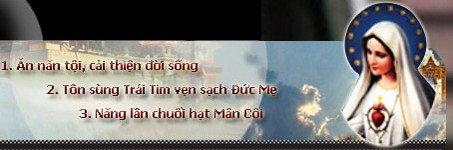 1. Ăn năn tội, cải thiện đời sống
2. Tôn sùng Trái Tim vẹn sạch Đức Mẹ
3. Năng lần chuỗi hạt Mân Côi